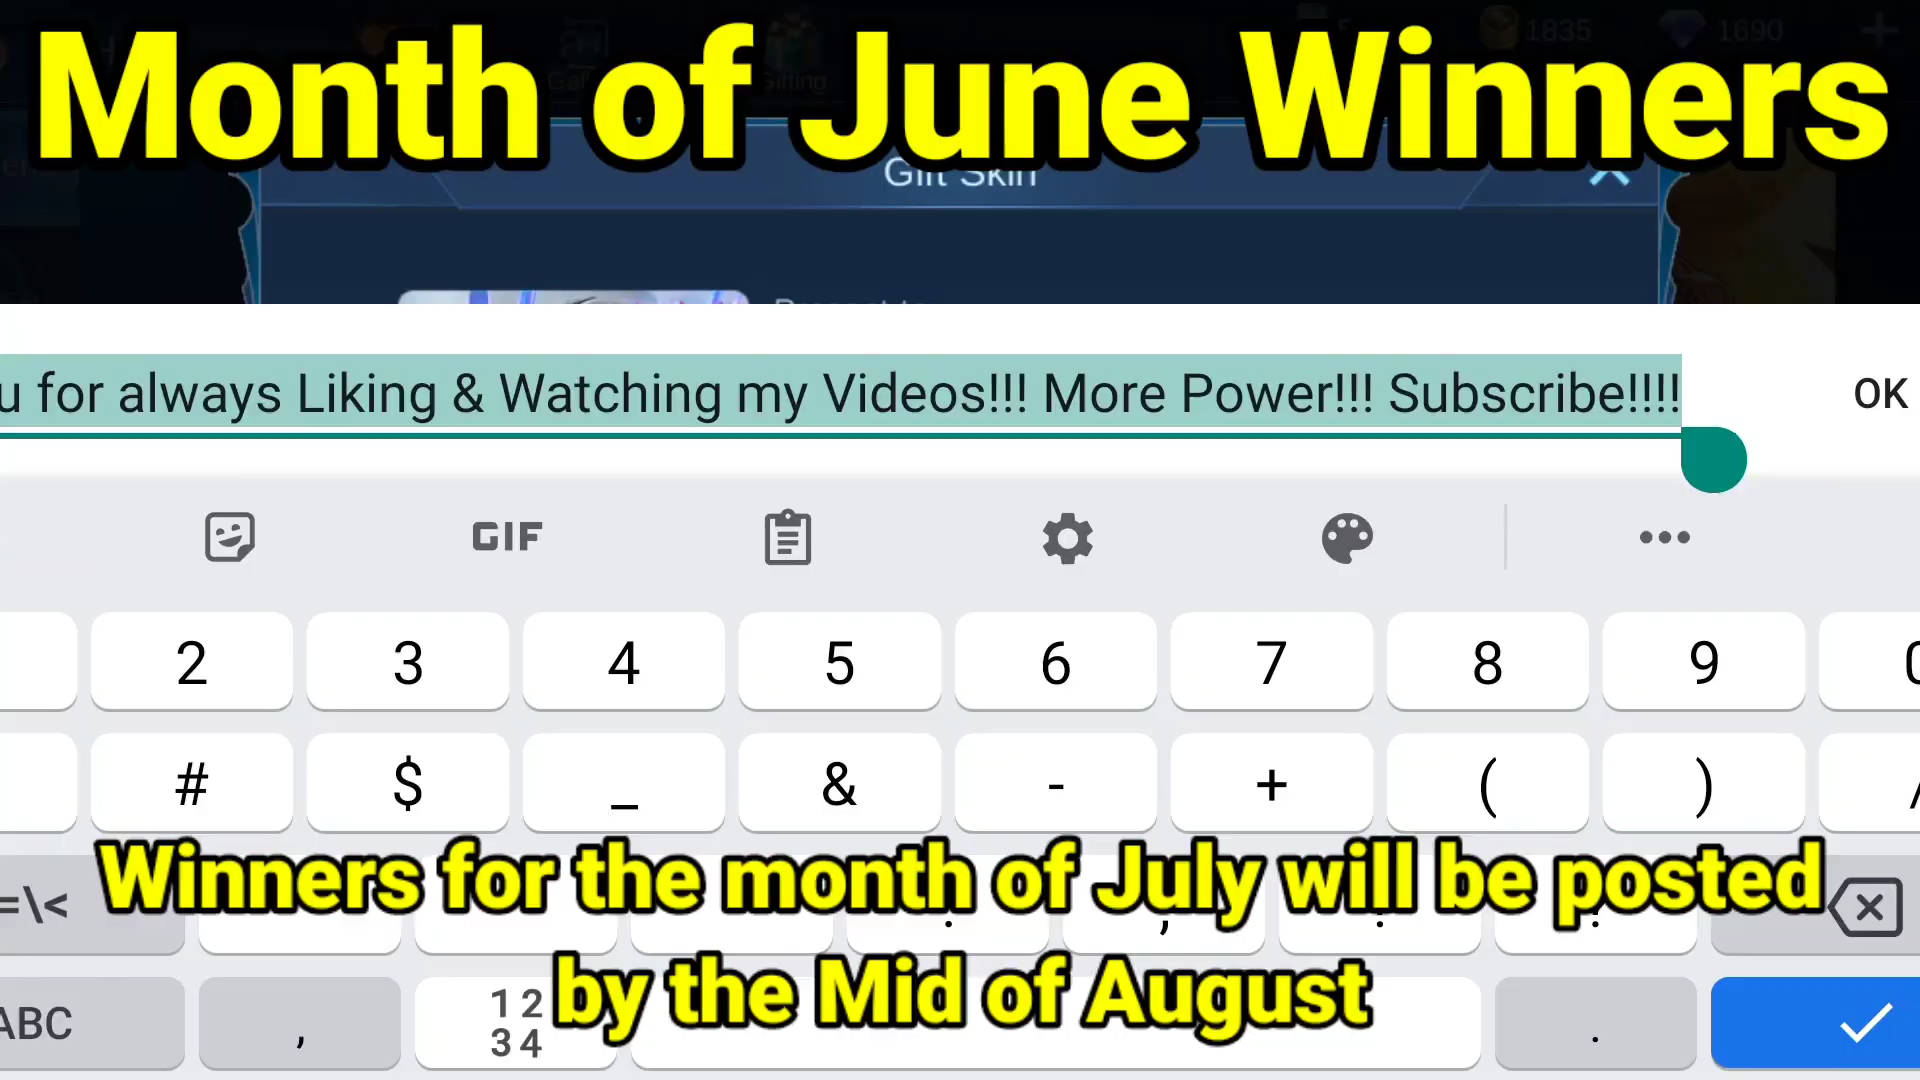 1835
1690
Month of June Winners
Gift Skin
u for always Liking & Watching my Videos!!! More Power!!! Subscribe!!!!
OK
GIF
2 3 4 5 6 7 8 9
# $ _ & - + ( )
=\<
Winners for the month of July will be posted
by the Mid of August
ABC , 1 2 .
3 4